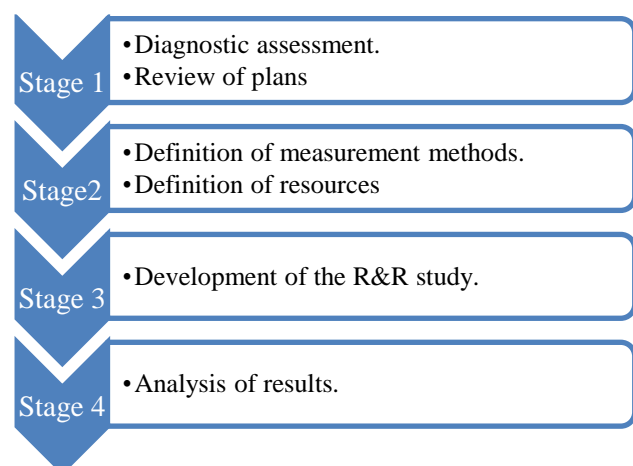 Stage 1
•Diagnostic assessment.
•Review of plans
Stage2
•Definition of measurement methods.
•Definition of resources
Stage 3
•Development of the R&R study.
Stage 4
•Analysis of results.